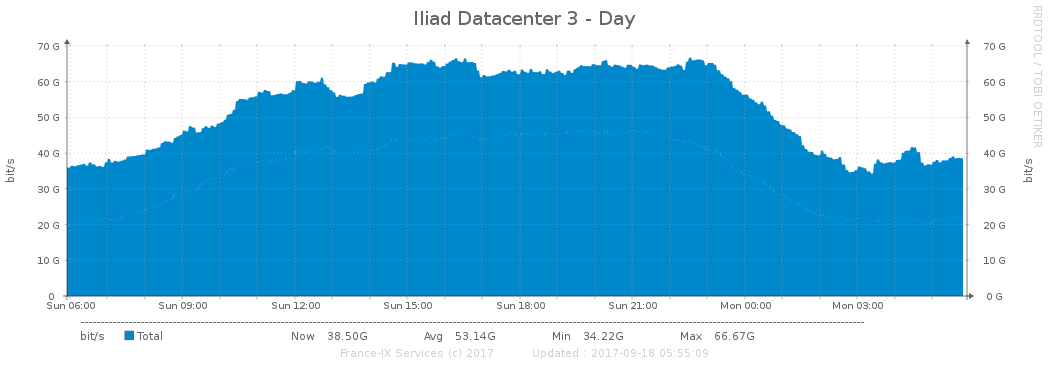 Iliad Datacenter 3 - Day
RRDTOOL / TOBI OETIKER
bit/s
bit/s
70 G 70 G
60 G 60 G
50 G 50 G
40 G 40 G
30 G 30 G
20 G 20 G
10 G 10 G
0 0 G
Sun 06:00 Sun 09:00 Sun 12:00 Sun 15:00 Sun 18:00 Sun 21:00 Mon 00:00 Mon 03:00
bit/s Total Now 38.50G Avg 53.14G Min 34.22G Max 66.67G
France-IX Services (c) 2017 Updated : 2017-09-18 05:55:09